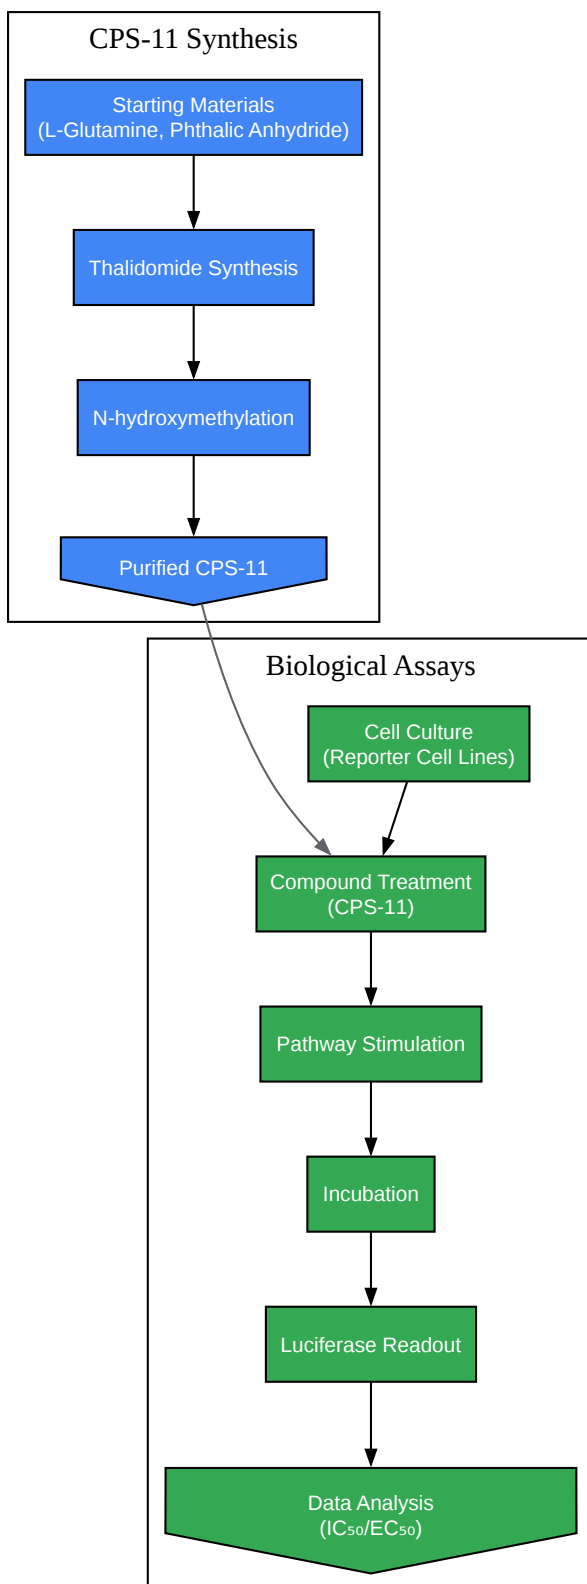 CPS-11 Synthesis
Starting Materials
(L-Glutamine, Phthalic Anhydride)
Thalidomide Synthesis
N-hydroxymethylation
Purified CPS-11
Biological Assays
Cell Culture
(Reporter Cell Lines)
Compound Treatment
(CPS-11)
Pathway Stimulation
Incubation
Luciferase Readout
Data Analysis
(IC₅₀/EC₅₀)